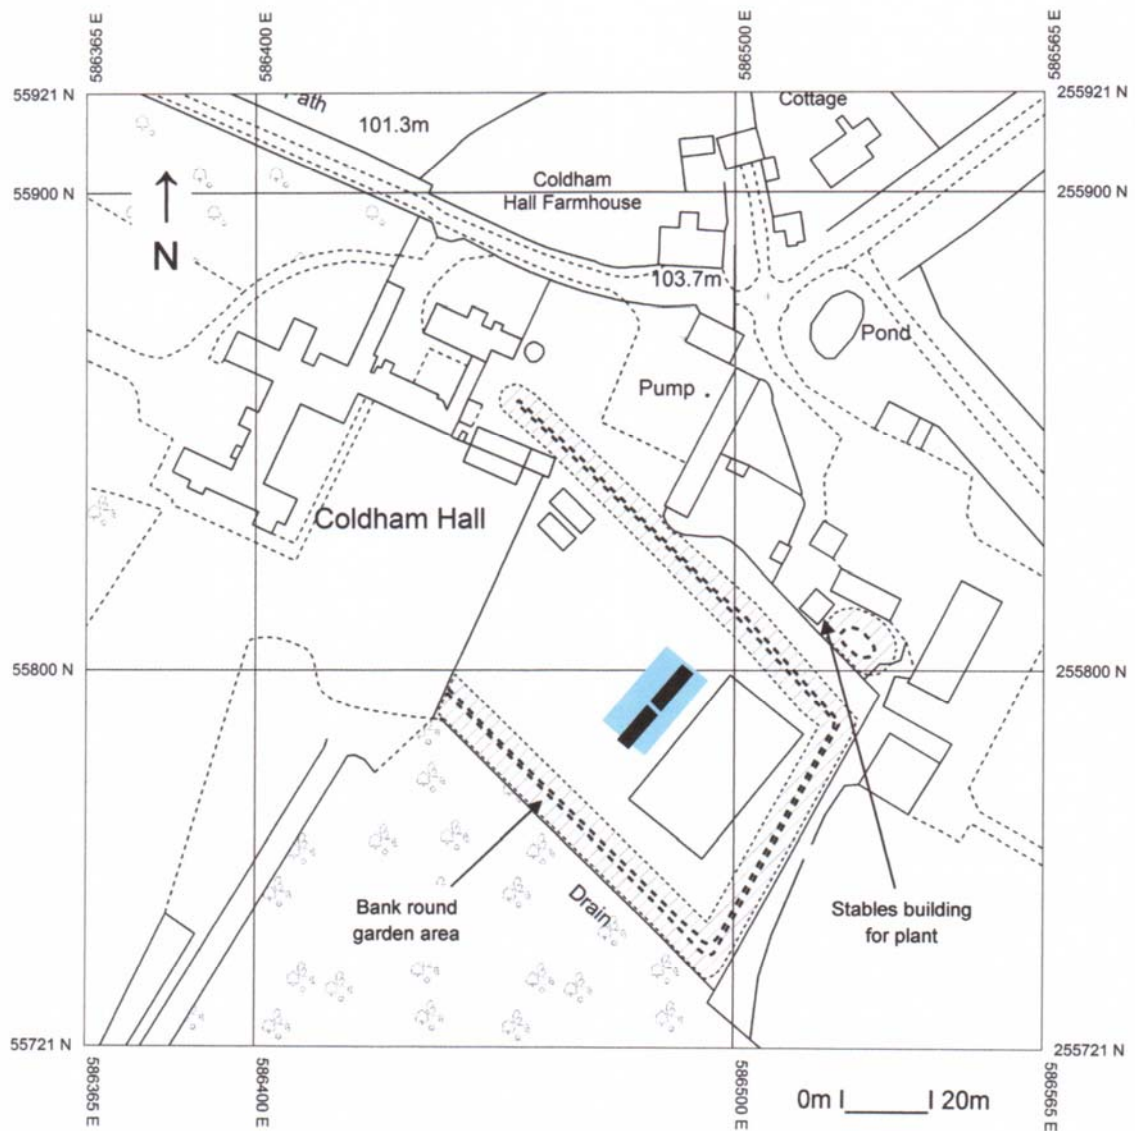 586365 E
586400 E
586500 E
586565 E
55921 N
255921 N
ath
101.3m
Cottage
55900 N
255900 N
Coldham
Hall Farmhouse
N
103.7m
Pond
Pump
Coldham Hall
55800 N
255800 N
Bank round
garden area
Drain
Stables building
for plant
55721 N
255721 N
586365 E
586400 E
586500 E
586565 E
0m 20m